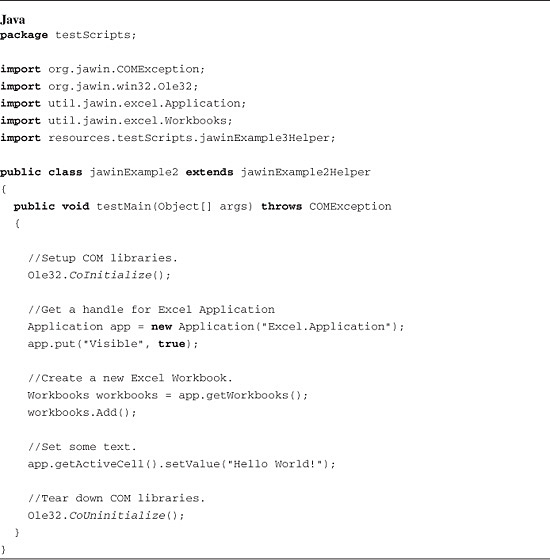 Java
package testScripts;
import org.jawin.COMException;
import org.jawin.win32.Ole32;
import util.jawin.excel.Application;
import util.jawin.excel.Workbooks;
import resources.testScripts.jawinExample3Helper;
public class jawinExample2 extends jawinExample2Helper
{
public void testMain(Object[] args) throws COMException
{
//Setup COM libraries.
Ole32.CoInitialize();
//Get a handle for Excel Application
Application app = new Application("Excel.Application");
app.put("Visible", true);
//Create a new Excel Workbook.
Workbooks workbooks = app.getWorkbooks();
workbooks.Add();
//Set some text.
app.getActiveCell().setValue("Hello World!");
//Tear down COM libraries.
Ole32.CoUninitialize();
}
}